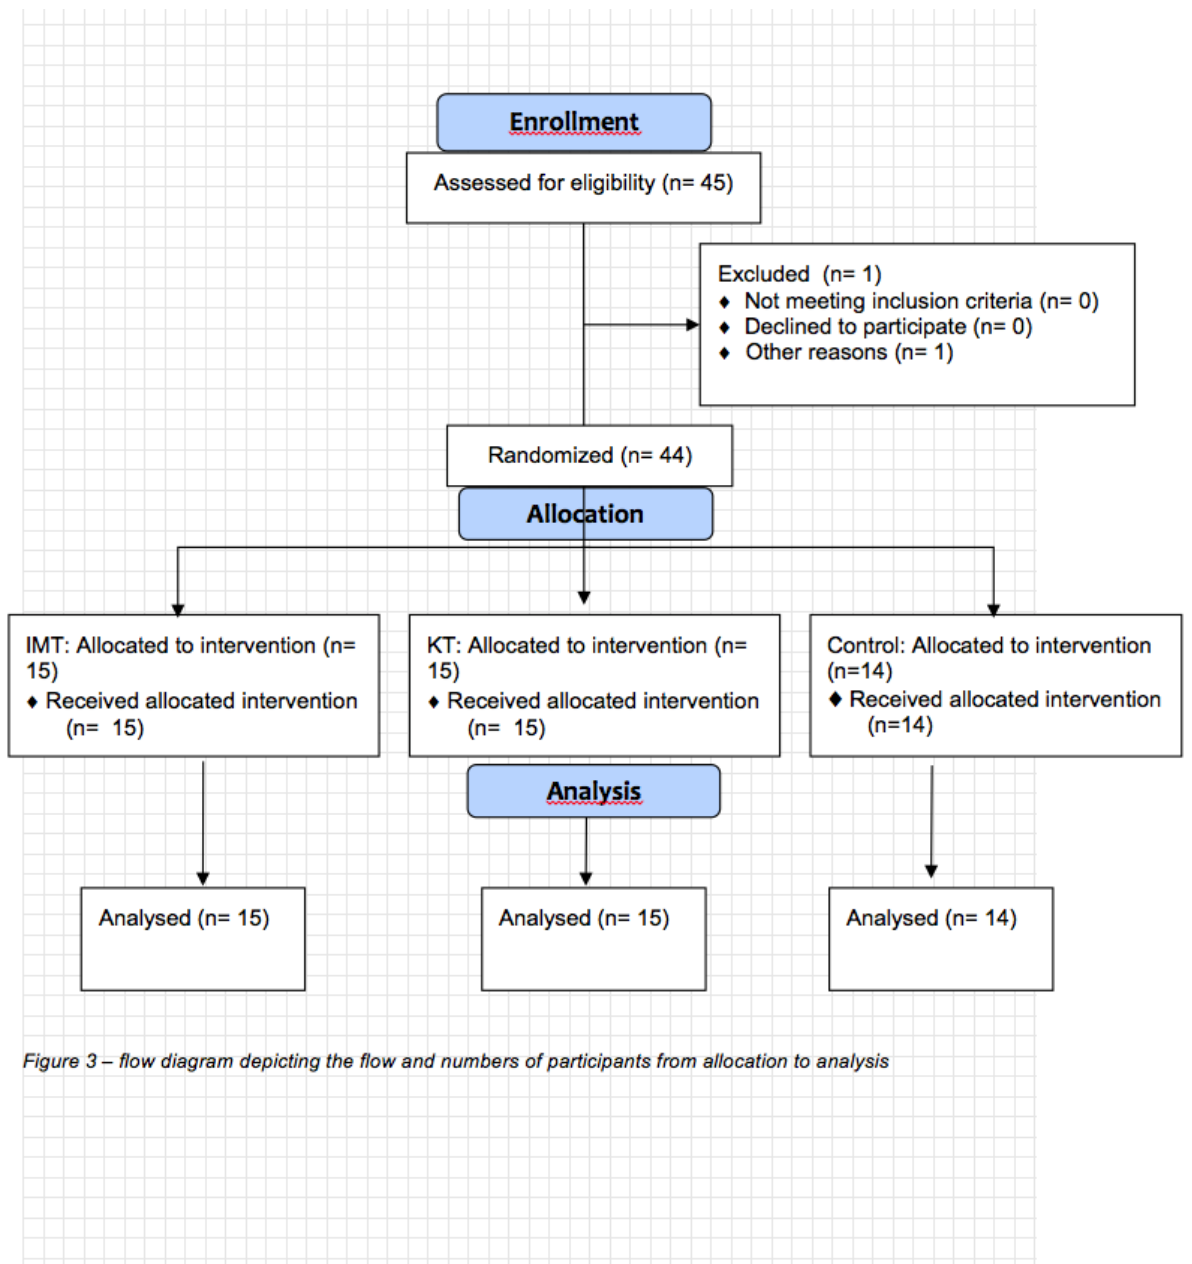 Enrollment
Assessed for eligibility (n= 45)
Excluded  (n= 1)
♦ Not meeting inclusion criteria (n= 0)
♦ Declined to participate (n= 0)
♦ Other reasons (n= 1)
Randomized (n= 44)
Allocation
IMT: Allocated to intervention (n=
15)
♦ Received allocated intervention
(n=  15)
KT: Allocated to intervention (n=
15)
♦ Received allocated intervention
(n=  15)
Control: Allocated to intervention
(n=14)
♦ Received allocated intervention
(n=14)
Analysis
Analysed (n= 15)
Analysed (n= 15)
Analysed (n= 14)
Figure 3 – flow diagram depicting the flow and numbers of participants from allocation to analysis